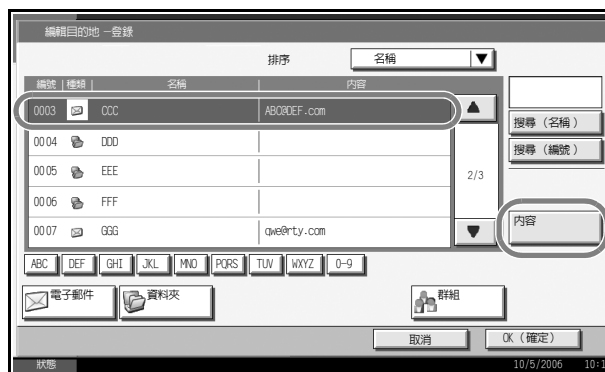 編輯目的地 －登錄
排序 名稱
編號 種類 名稱 內容
0003 CCC ABC@DEF.com
0004 DDD
0005 EEE
0006 FFF
0007 GGG qwe@rty.com
2/3
搜尋（名稱）
搜尋（編號）
內容
ABC DEF GHI JKL MNO PQRS TUV WXYZ 0-9
電子郵件 資料夾 群組
取消 OK（確定）
狀態 10/5/2006 10:1